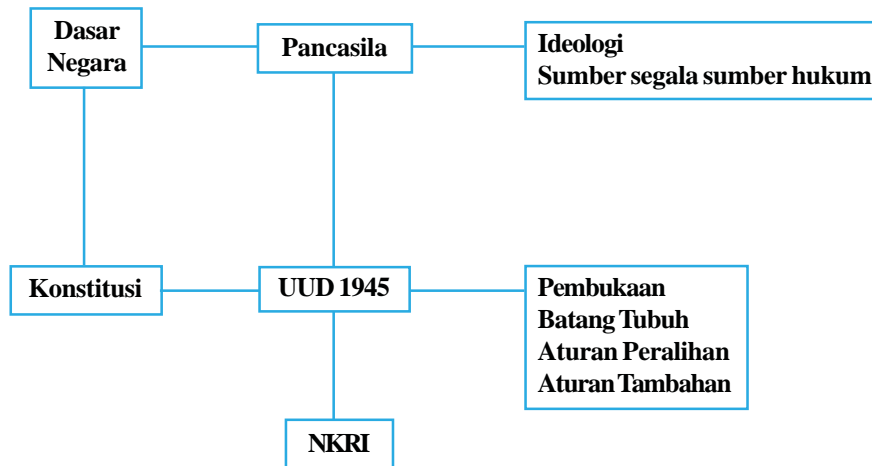 Dasar
Negara
Pancasila
Ideologi
Sumber segala sumber hukum
Konstitusi
UUD 1945
Pembukaan
Batang Tubuh
Aturan Peralihan
Aturan Tambahan
NKRI